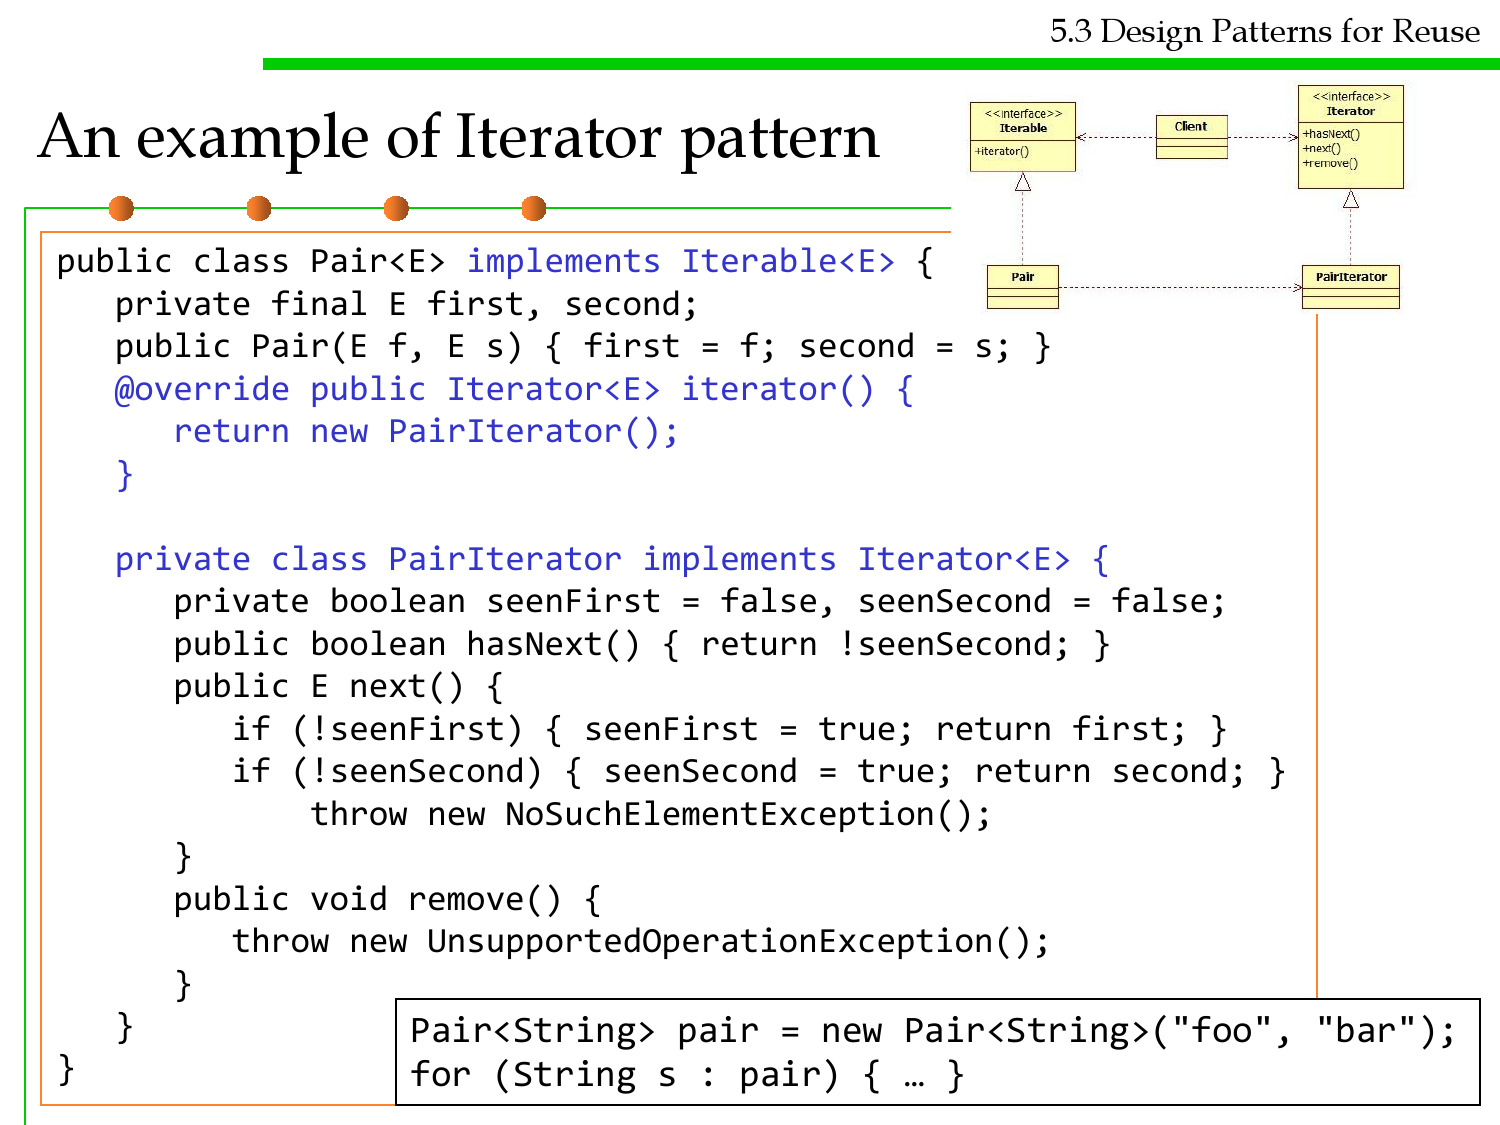 5.3 Design Patterns for Reuse
An example of Iterator pattern
<<interface>>
Iterable
+iterator()
Client
<<interface>>
Iterator
+hasNext()
+next()
+remove()
Pair
PairIterator
public class Pair<E> implements Iterable<E> {
   private final E first, second;
   public Pair(E f, E s) { first = f; second = s; }
   @override public Iterator<E> iterator() {
      return new PairIterator();
   }
   private class PairIterator implements Iterator<E> {
      private boolean seenFirst = false, seenSecond = false;
      public boolean hasNext() { return !seenSecond; }
      public E next() {
         if (!seenFirst) { seenFirst = true; return first; }
         if (!seenSecond) { seenSecond = true; return second; }
             throw new NoSuchElementException();
      }
      public void remove() {
         throw new UnsupportedOperationException();
      }
   }
}
Pair<String> pair = new Pair<String>("foo", "bar");
for (String s : pair) { … }